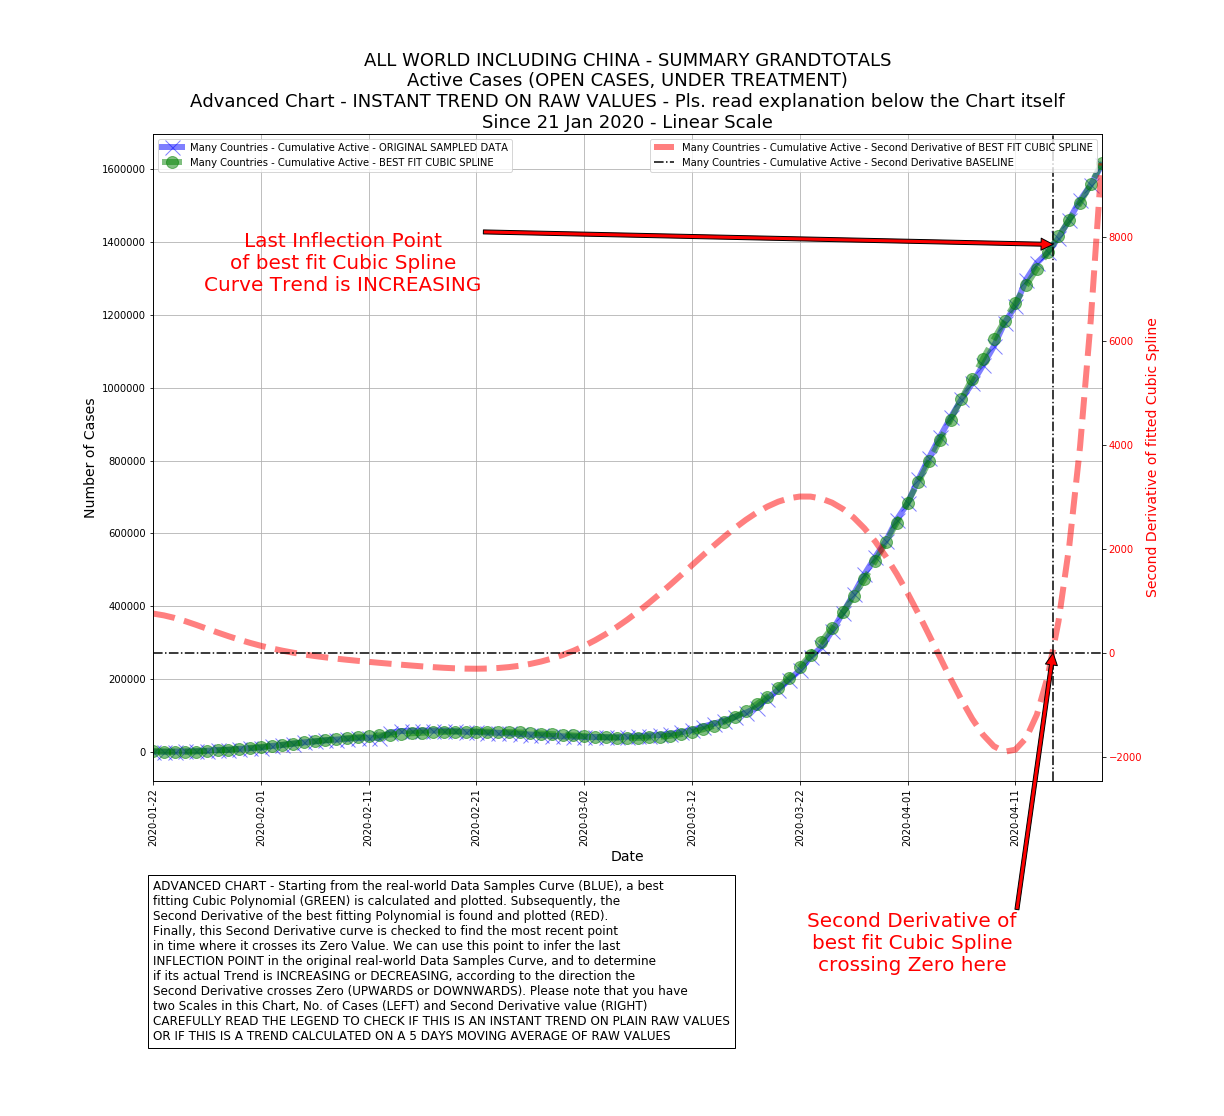 ALL WORLD INCLUDING CHINA - SUMMARY GRANDTOTALS
Active Cases (OPEN CASES, UNDER TREATMENT)
Advanced Chart - INSTANT TREND ON RAW VALUES - Pls. read explanation below the Chart itself
Since 21 Jan 2020 - Linear Scale
Many Countries - Cumulative Active - ORIGINAL SAMPLED DATA
Many Countries - Cumulative Active - BEST FIT CUBIC SPLINE
Many Countries - Cumulative Active - Second Derivative of BEST FIT CUBIC SPLINE
Many Countries - Cumulative Active - Second Derivative BASELINE
Last Inflection Point
of best fit Cubic Spline
Curve Trend is INCREASING
Number of Cases
1600000
1400000
1200000
1000000
800000
600000
400000
200000
0
8000
6000
4000
2000
0
−2000
Second Derivative of fitted Cubic Spline
2020-01-22
2020-02-01
2020-02-11
2020-02-21
2020-03-02
2020-03-12
2020-03-22
2020-04-01
2020-04-11
Date
ADVANCED CHART - Starting from the real-world Data Samples Curve (BLUE), a best
fitting Cubic Polynomial (GREEN) is calculated and plotted. Subsequently, the
Second Derivative of the best fitting Polynomial is found and plotted (RED).
Finally, this Second Derivative curve is checked to find the most recent point
in time where it crosses its Zero Value. We can use this point to infer the last
INFLECTION POINT in the original real-world Data Samples Curve, and to determine
if its actual Trend is INCREASING or DECREASING, according to the direction the
Second Derivative crosses Zero (UPWARDS or DOWNWARDS). Please note that you have
two Scales in this Chart, No. of Cases (LEFT) and Second Derivative value (RIGHT)
CAREFULLY READ THE LEGEND TO CHECK IF THIS IS AN INSTANT TREND ON PLAIN RAW VALUES
OR IF THIS IS A TREND CALCULATED ON A 5 DAYS MOVING AVERAGE OF RAW VALUES
Second Derivative of
best fit Cubic Spline
crossing Zero here